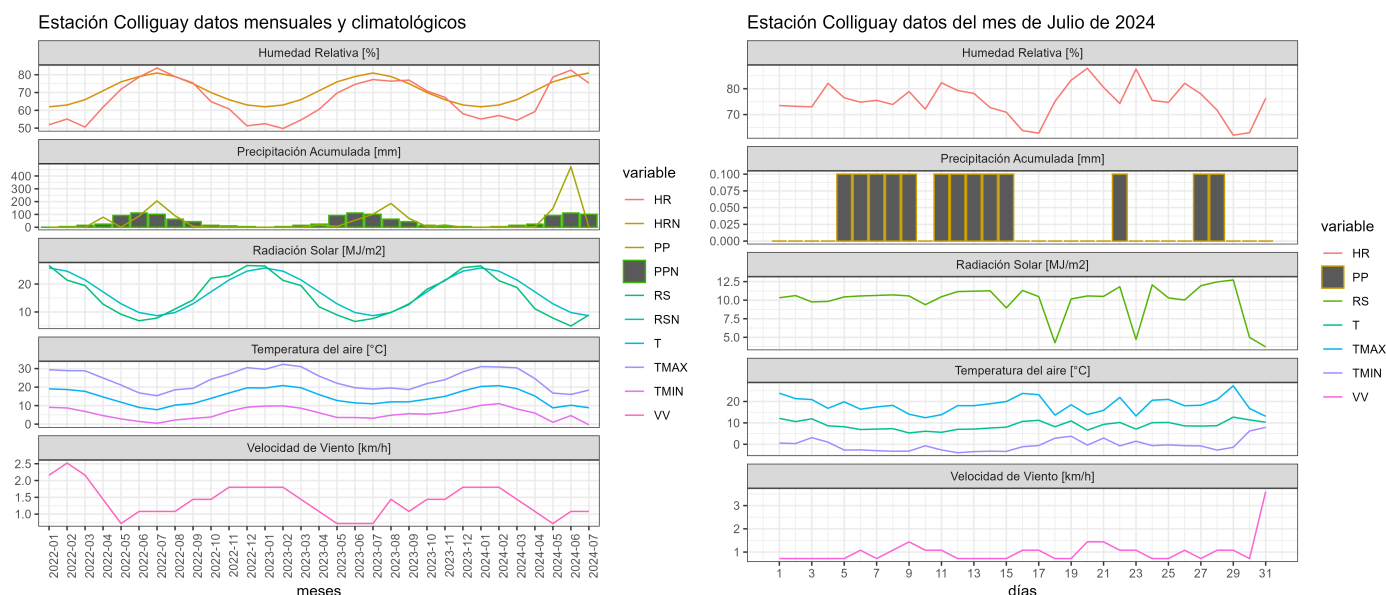 Estación Colliguay datos mensuales y climatológicos
Humedad Relativa [%]
80
70
60
50
Precipitación Acumulada [mm]
400
300
200
100
0
Radiación Solar [MJ/m2]
20
10
Temperatura del aire [°C]
30
20
10
0
Velocidad de Viento [km/h]
2.5
2.0
1.5
1.0
2022-01
2022-02
2022-03
2022-04
2022-05
2022-06
2022-07
2022-08
2022-09
2022-10
2022-11
2022-12
2023-01
2023-02
2023-03
2023-04
2023-05
2023-06
2023-07
2023-08
2023-09
2023-10
2023-11
2023-12
2024-01
2024-02
2024-03
2024-04
2024-05
2024-06
2024-07
meses
variable
HR
HRN
PP
PPN
RS
RSN
T
TMAX
TMIN
VV
Estación Colliguay datos del mes de Julio de 2024
Humedad Relativa [%]
80
70
Precipitación Acumulada [mm]
0.100
0.075
0.050
0.025
0.000
Radiación Solar [MJ/m2]
12.5
10.0
7.5
5.0
Temperatura del aire [°C]
20
10
0
Velocidad de Viento [km/h]
3
2
1
1 3 5 7 9 11 13 15 17 19 21 23 25 27 29 31
días
variable
HR
PP
RS
T
TMAX
TMIN
VV